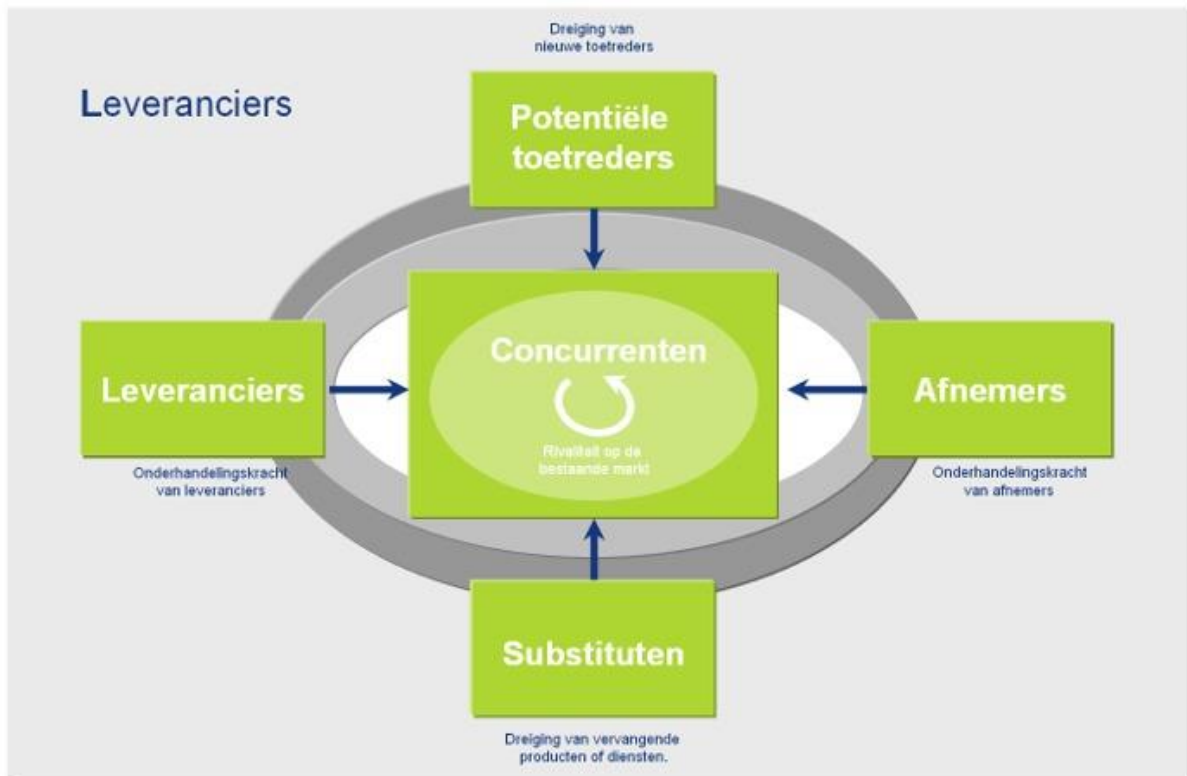 Dreiging van
nieuwe toetreders
Leveranciers
Potentiële
toetreders
Concurrenten
Rivaliteit op de
bestaande markt
Leveranciers
Onderhandelingskracht
van leveranciers
Afnemers
Onderhandelingskracht
van afnemers
Substituten
Dreiging van vervangende
producten of diensten.